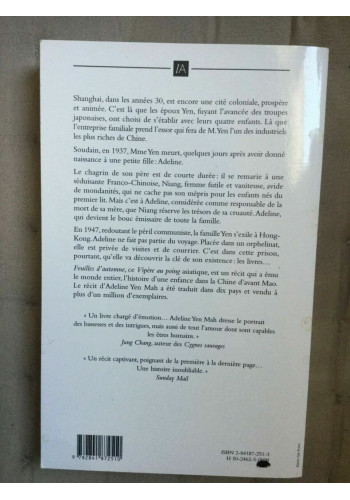 IA
Shanghai, dans les années 30, est encore une cité coloniale, prospère
et animée. C'est là que les époux Yen, fuyant l'avancée des troupes
japonaises, ont choisi de s'établir avec leurs quatre enfants. Là que
l'entreprise familiale prend l'essor qui fera de M.Yen l'un des industriels
les plus riches de Chine.
Soudain, en 1937, Mme Yen meurt, quelques jours après avoir donné
naissance à une petite fille: Adeline.
Le chagrin de son père est de courte durée: il se remarie à une
séduisante Franco-Chinoise, Niang, femme futile et vaniteuse, avide
de mondanités, qui ne cache pas son mépris pour les enfants nés du
premier lit. Mais c'est à Adeline, considérée comme responsable de la
mort de sa mère, que Niang réserve les trésors de sa cruauté. Adeline,
qui devient le bouc émissaire de toute la famille.
En 1947, redoutant le péril communiste, la famille Yen s'exile à Hong-
Kong. Adeline ne fait pas partie du voyage. Placée dans un orphelinat,
elle est privée de visites et de courrier. C'est dans cette prison,
pourtant, qu'elle va découvrir la clé de son existence: les livres...
Feuilles d'automne, ce Vipère au poing asiatique, est un récit qui a ému
le monde entier, l'histoire d'une enfance dans la Chine d'avant Mao.
Le récit d'Adeline Yen Mah a été traduit dans dix pays et vendu à
plus d'un million d'exemplaires.
« Un livre chargé d'émotion... Adeline Yen Mah dresse le portrait
des bassesses et des intrigues, mais aussi de tout l'amour dont sont capables
les êtres humains. »
Jung Chang, auteur des Cygnes sauvages
« Un récit captivant, poignant de la première à la dernière page...
Une histoire inoubliable. »
Sunday Mail
ISBN 2-84187-251-3
9 782841 872510